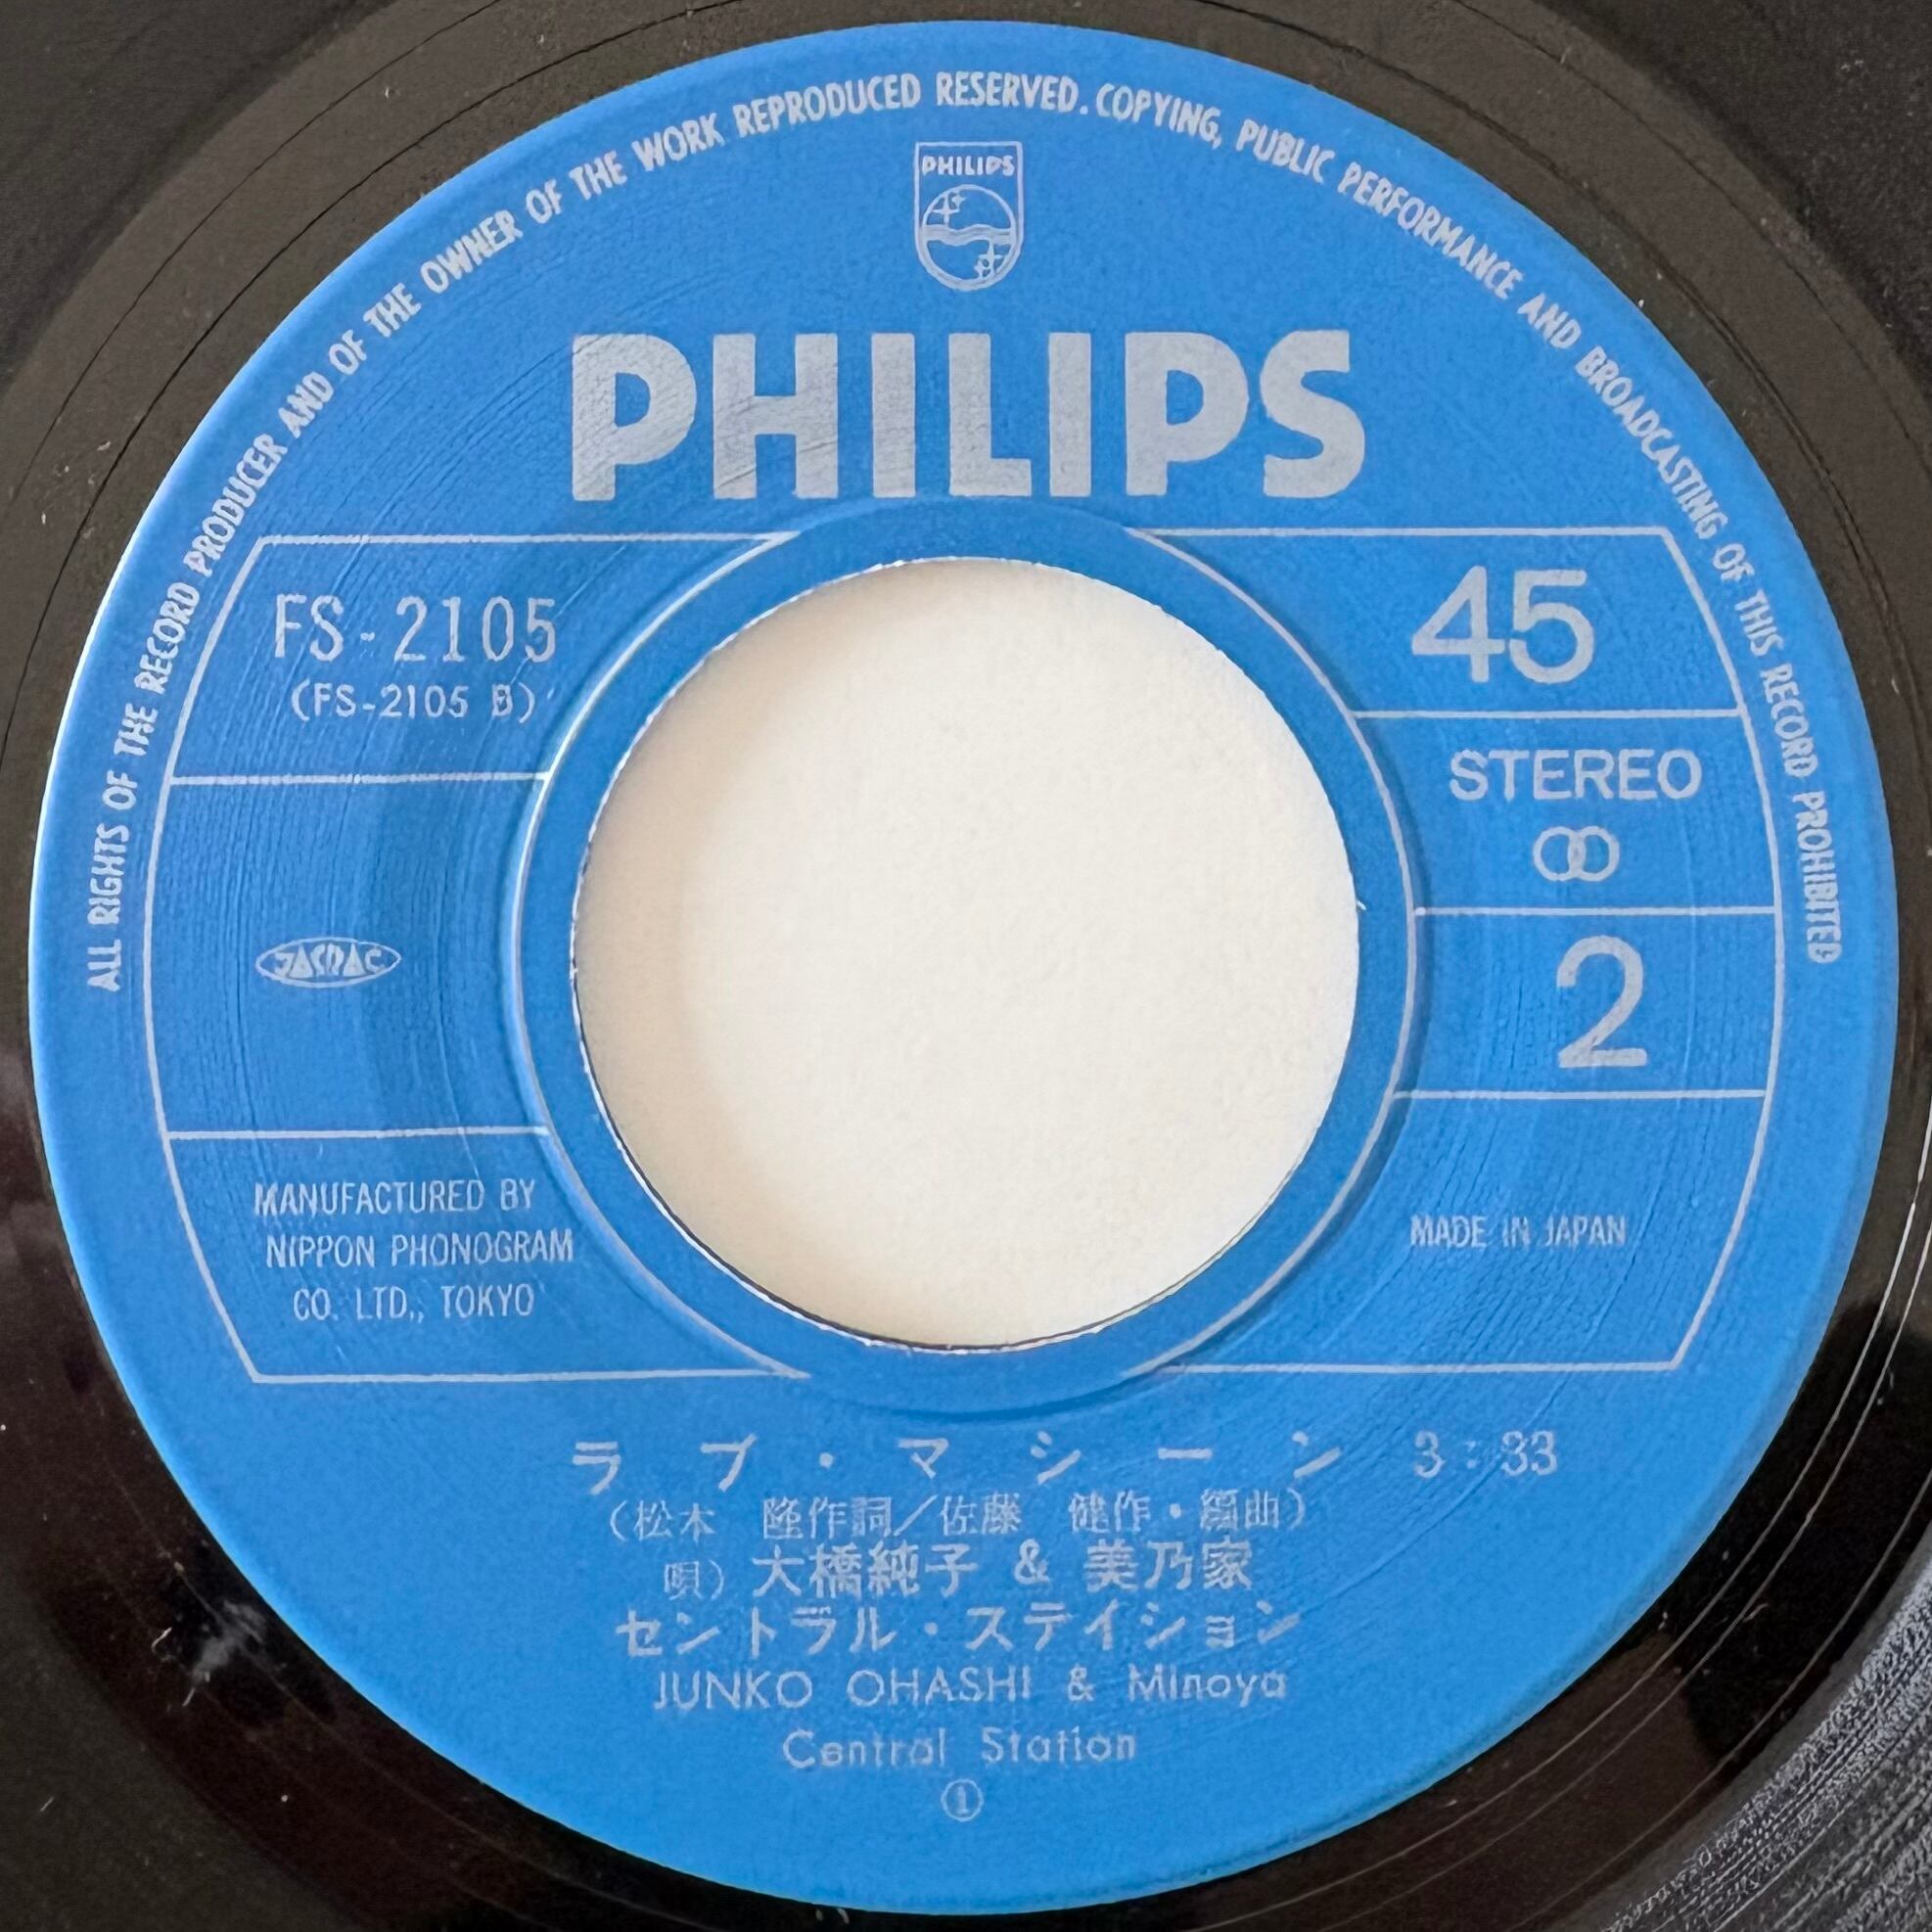 ALL RIGHTS OF THE RECORD PRODUCER AND OF THE OWNER OF THE WORK REPRODUCED RESERVED. COPYING, PUBLIC PERFORMANCE AND BROADCASTING OF THIS RECORD PROHIBITED
PHILIPS
PHILIPS
FS-2105
(FS-2105 B)
45
STEREO
2
JASRAC
MANUFACTURED BY
NIPPON PHONOGRAM
CO. LTD., TOKYO
MADE IN JAPAN
ラブ・マシーン 3:33
(松本 隆作詞/佐藤 健作・編曲)
唄) 大橋純子 & 美乃家
セントラル・ステイション
JUNKO OHASHI & Minoya
Central Station
①